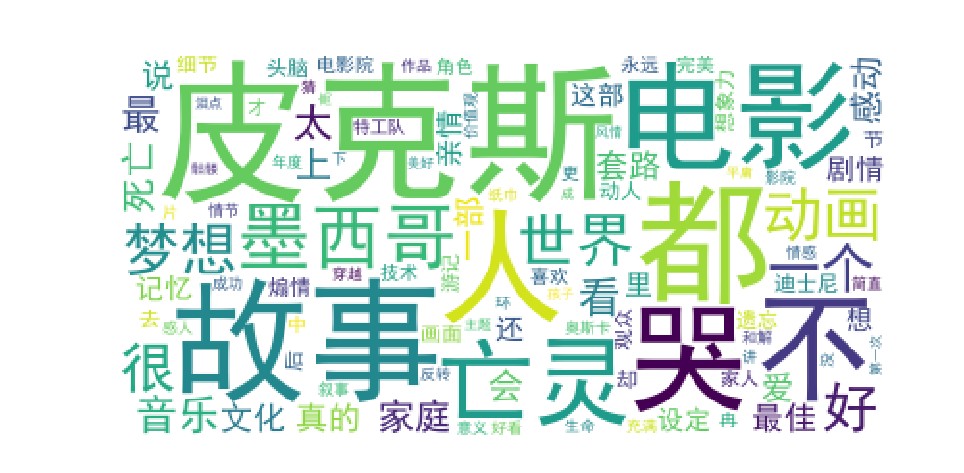 说
细节
头脑
电影院
作品
角色
永远
完美
感动
最
泪点
皮克斯
才
猜
太
特工队
亲情
价值观
这部
电影
想象力
节
死亡
骷髅
年度
上
下
美好
风情
更
套路
动人
成
平庸
影院
剧情
片
情节
纸巾
一部
都
动画
梦想
墨西哥
人
世界
情感
一个
记忆
成功
煽情
穿越
技术
游记
喜欢
孩子
看
里
迪士尼
简直
去
感人
故事
中
后
画面
主题
环
还
奥斯卡
观众
哭
遗忘
和解
不
想
很
反转
亡灵
会
却
讲
家人
爱
第一次
叙事
音乐
文化
真的
家庭
意义
好看
生命
充满
设定
冉
最佳
好